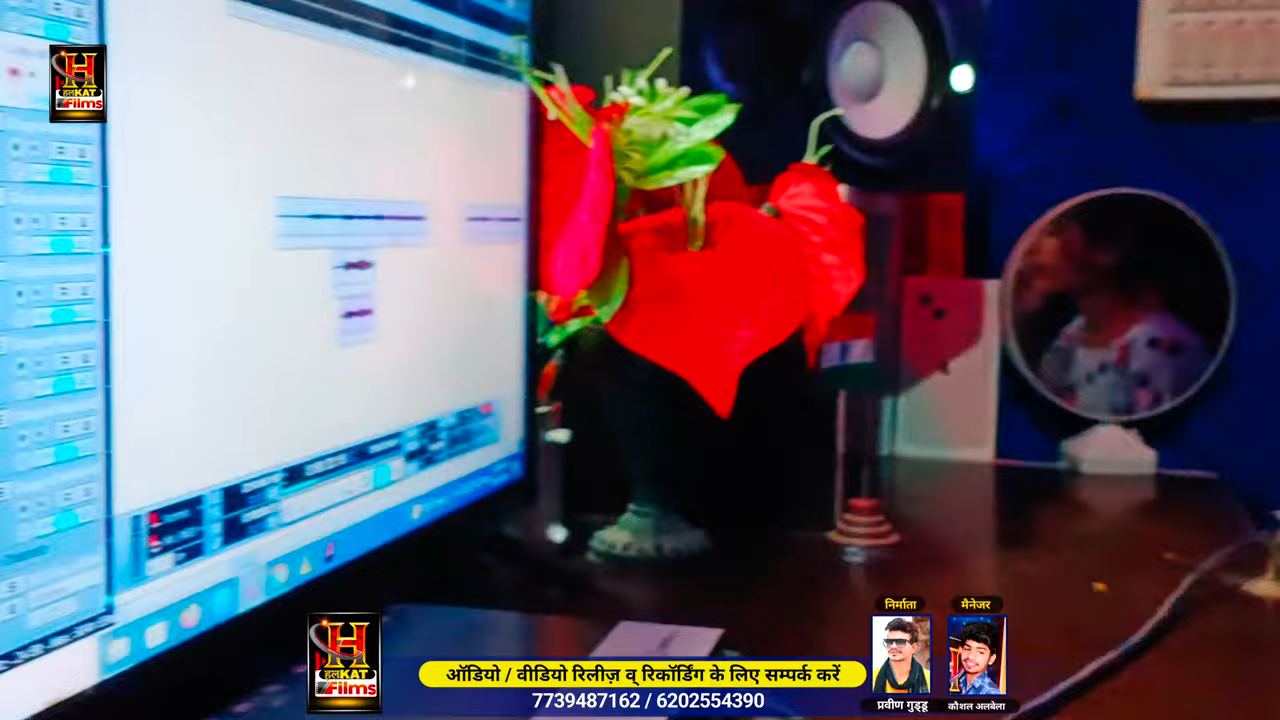 H
हलKAT
Films
निर्माता
मैनेजर
H
हलKAT
Films
ऑडियो / वीडियो रिलीज़ व् रिकॉर्डिंग के लिए सम्पर्क करें
7739487162 / 6202554390
प्रवीण गुड्डू
कौशल अलबेला